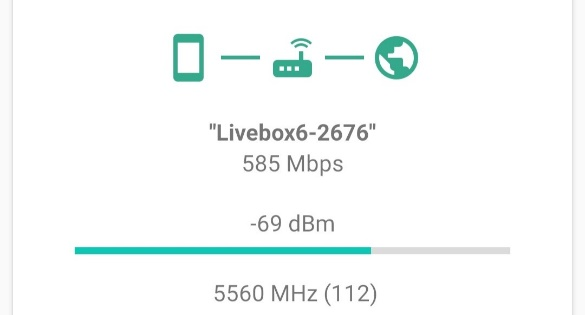 "Livebox6-2676"
585 Mbps
-69 dBm
5560 MHz (112)